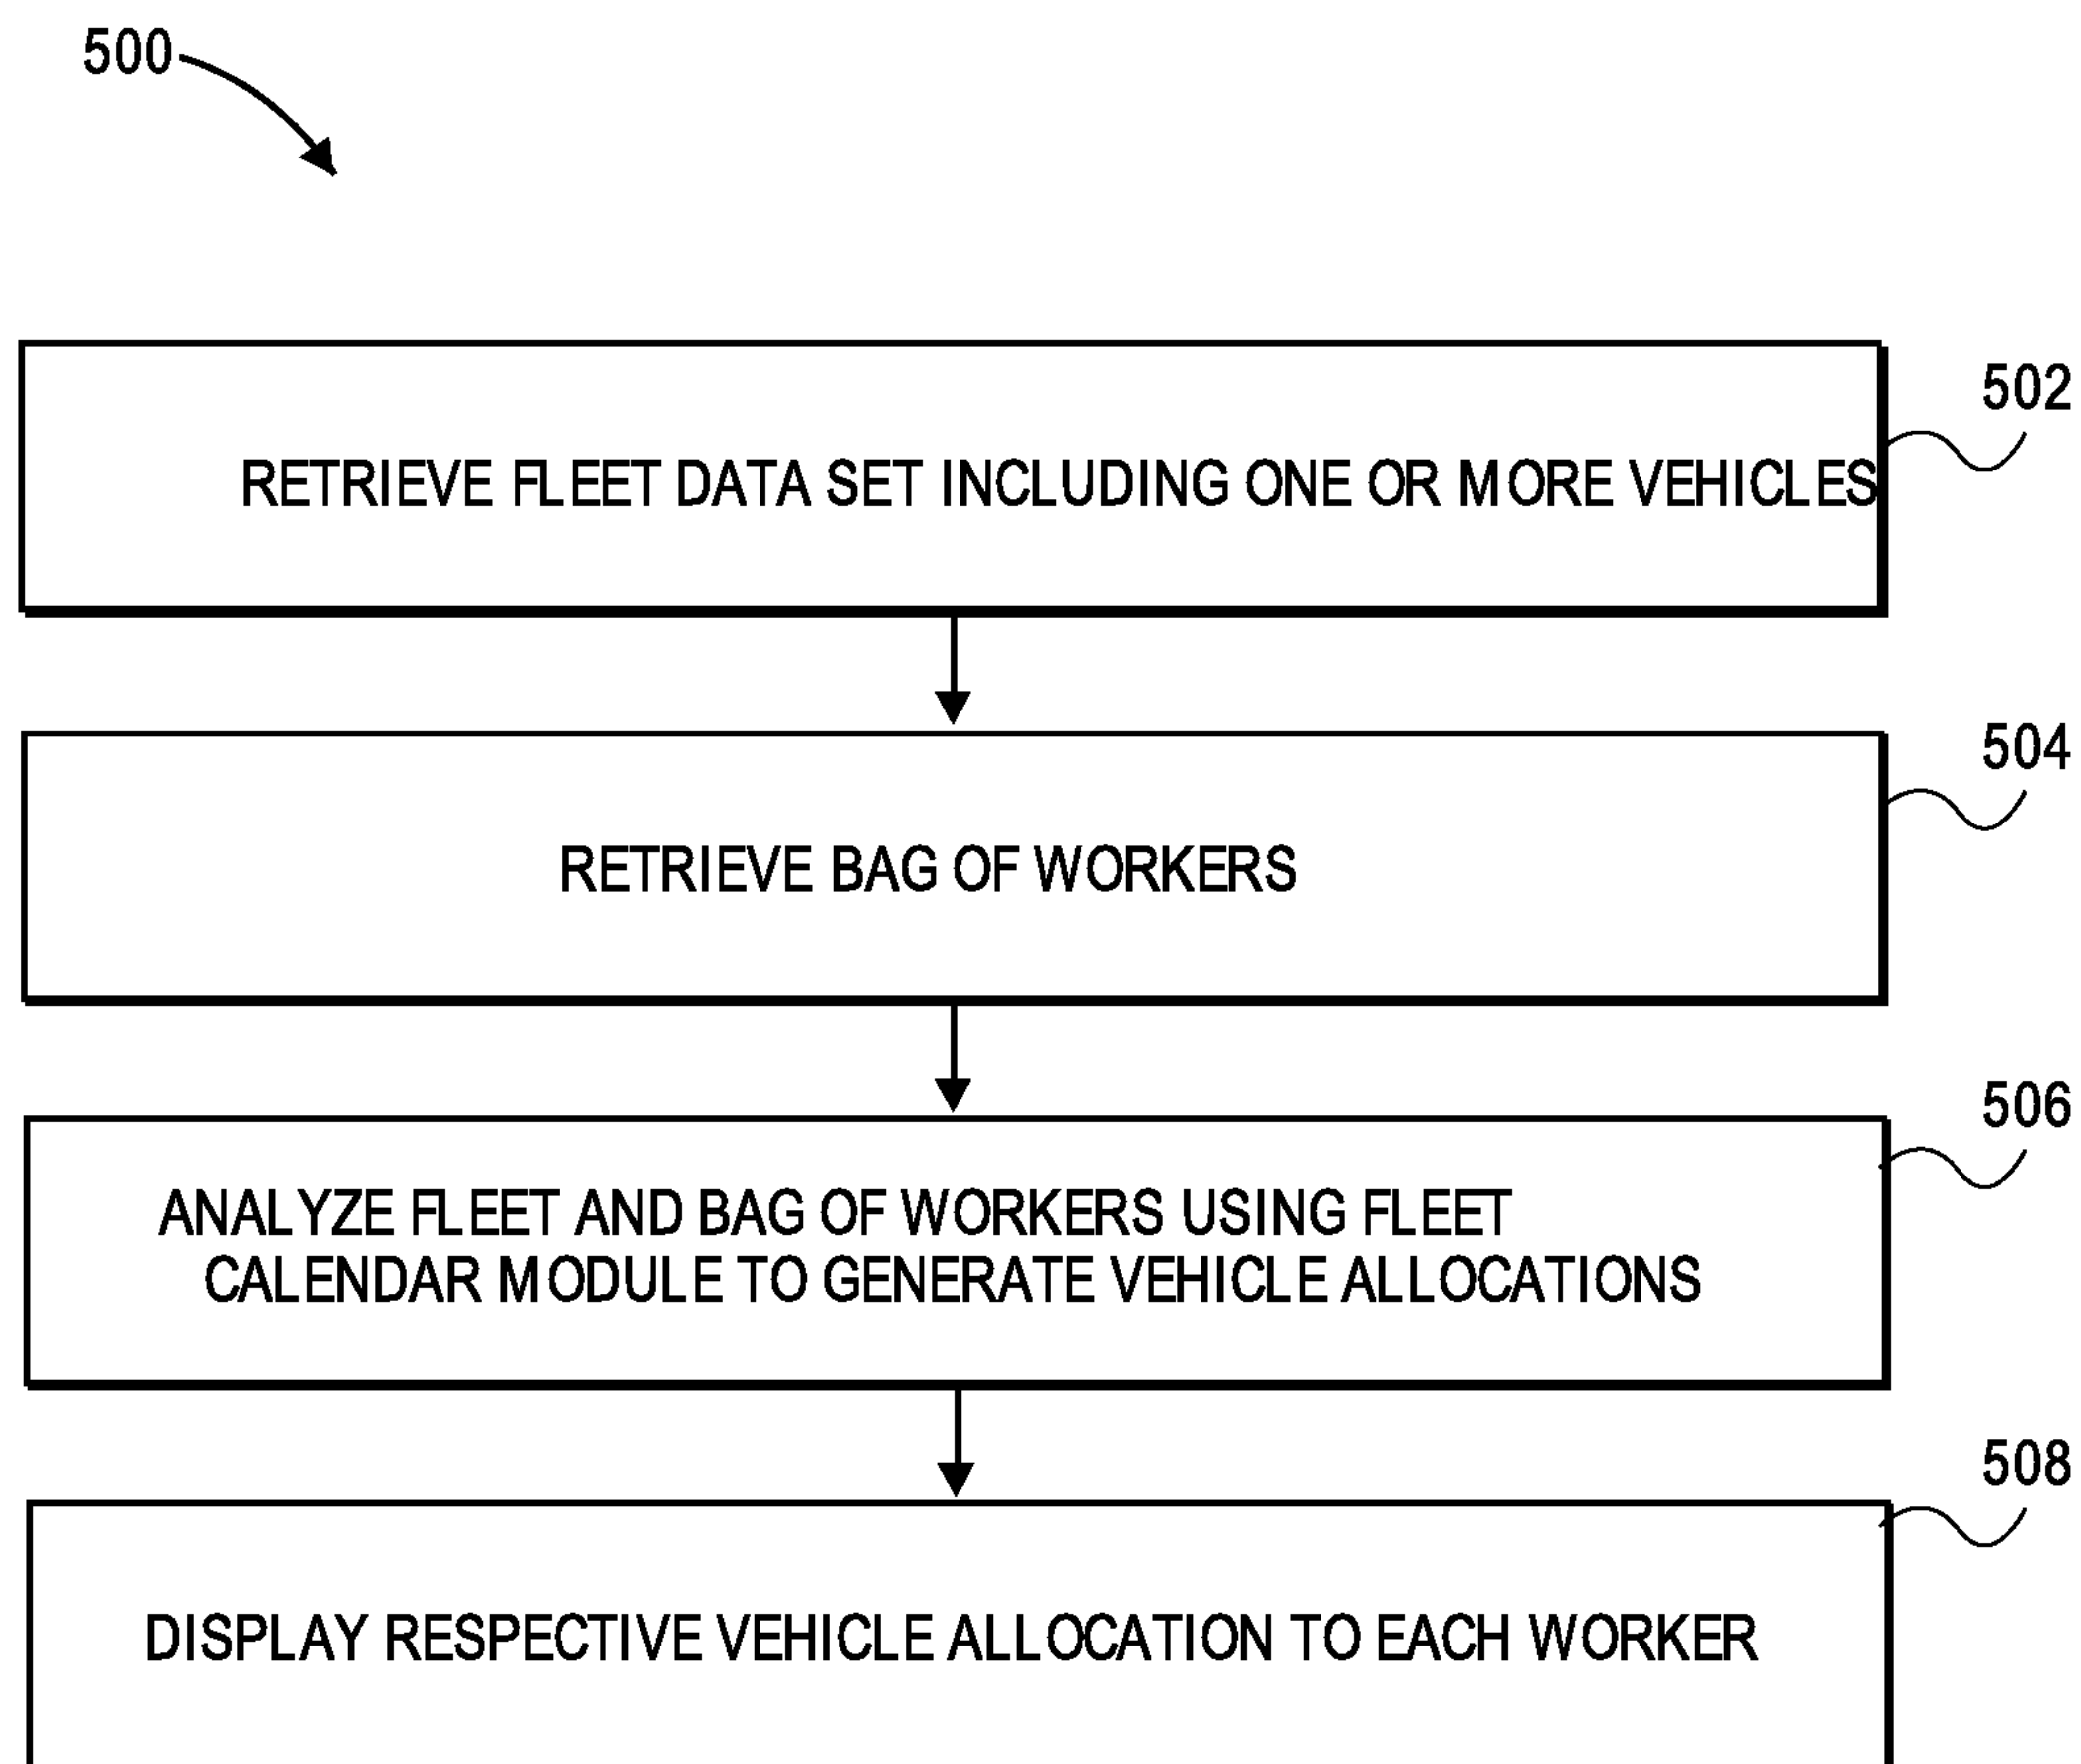 500
502
RETRIEVE FLEET DATA SET INCLUDING ONE OR MORE VEHICLES
504
RETRIEVE BAG OF WORKERS
506
ANALYZE FLEET AND BAG OF WORKERS USING FLEET
CALENDAR MODULE TO GENERATE VEHICLE ALLOCATIONS
508
DISPLAY RESPECTIVE VEHICLE ALLOCATION TO EACH WORKER